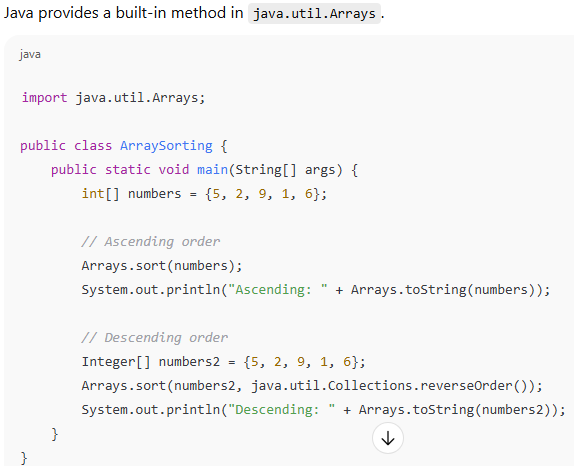 Java provides a built-in method in java.util.Arrays.
java
import java.util.Arrays;
public class ArraySorting {
    public static void main(String[] args) {
        int[] numbers = {5, 2, 9, 1, 6};
        // Ascending order
        Arrays.sort(numbers);
        System.out.println("Ascending: " + Arrays.toString(numbers));
        // Descending order
        Integer[] numbers2 = {5, 2, 9, 1, 6};
        Arrays.sort(numbers2, java.util.Collections.reverseOrder());
        System.out.println("Descending: " + Arrays.toString(numbers2));
    }
}